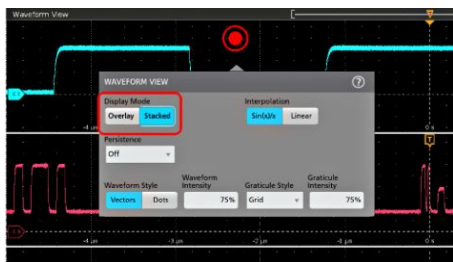 Waveform View
WAVEFORM VIEW
Display Mode
Interpolation
Overlay Stacked
Sin(x)/x Linear
Persistence
Off
Waveform Style
Waveform Intensity
Graticule Style
Graticule Intensity
Vectors Dots
75%
Grid
75%
0 s
T
-4 µs
-3 µs
-2 µs
-1 µs
0 s